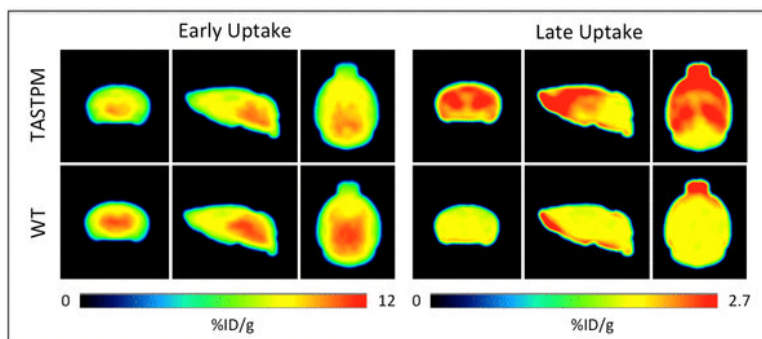 Early Uptake
Late Uptake
TASTPM
WT
0 12
%ID/g
0 2.7
%ID/g